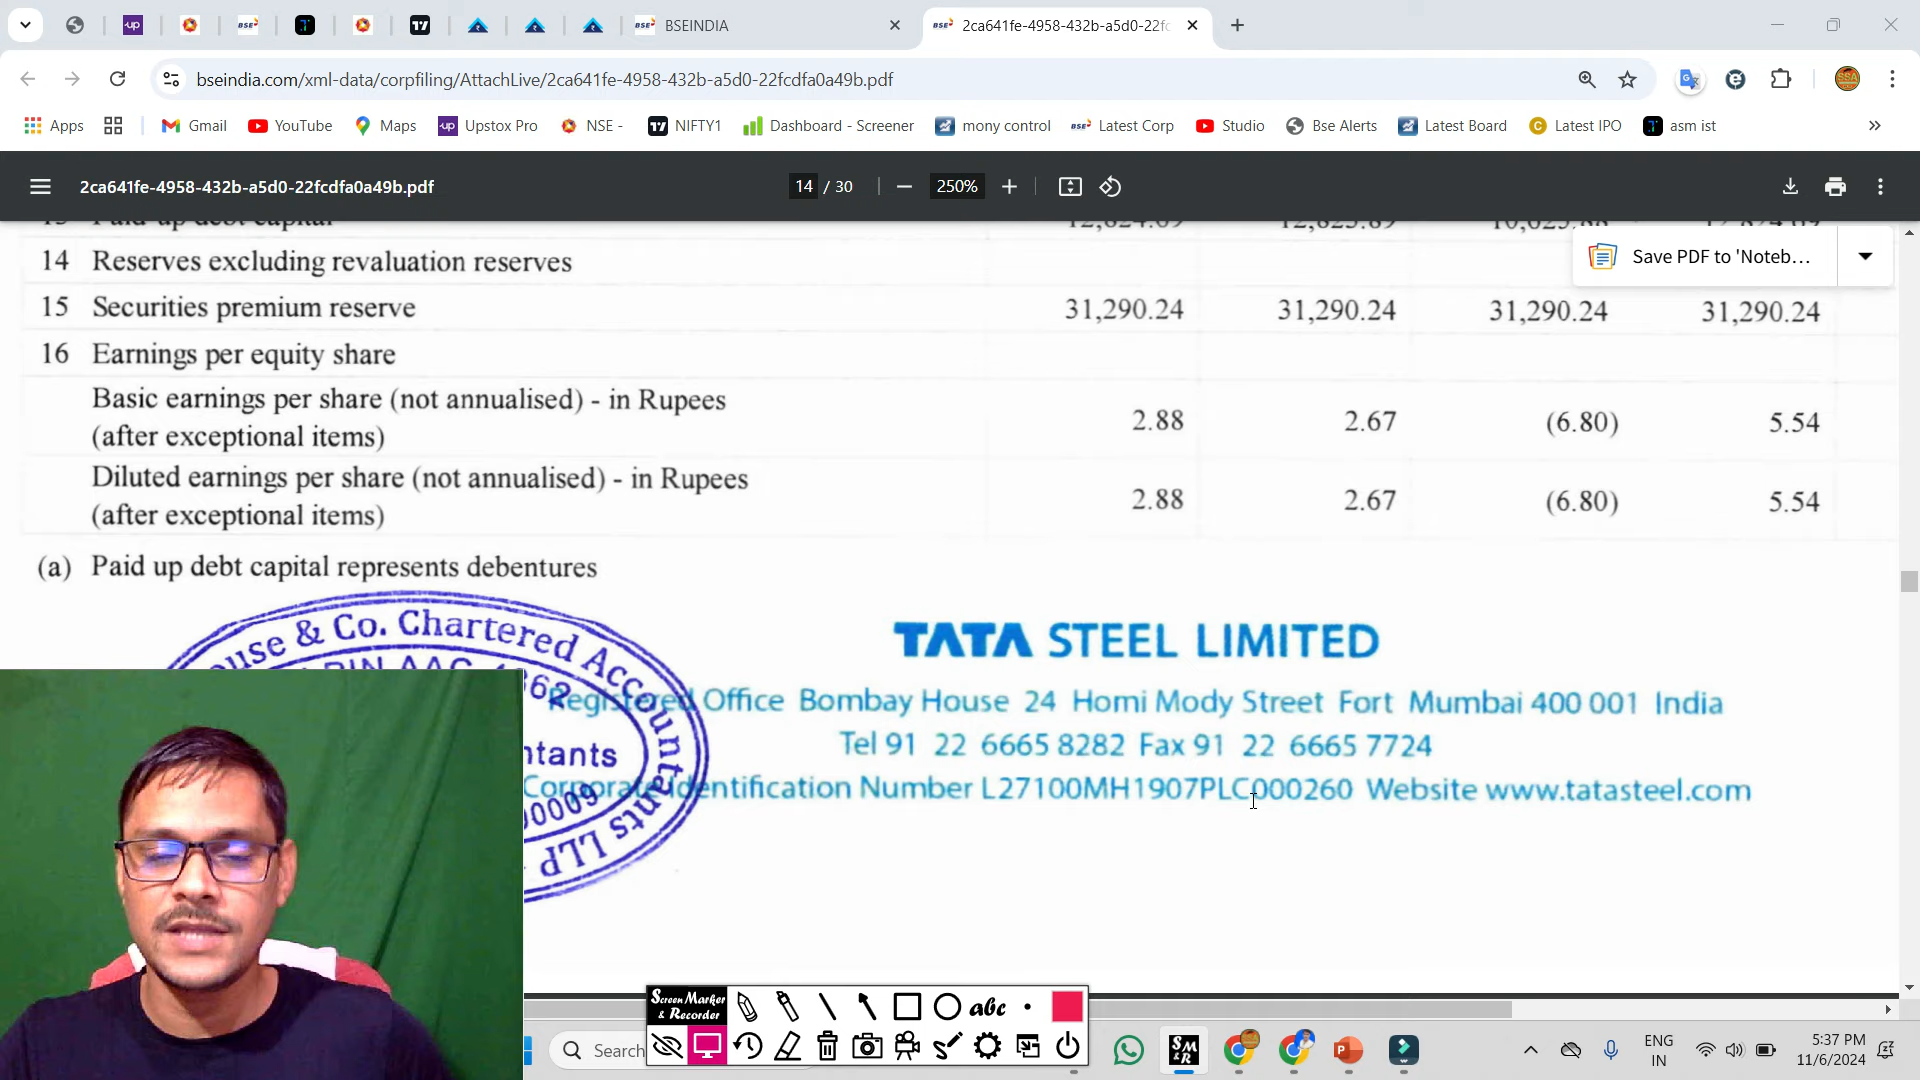 BSEINDIA
2ca641fe-4958-432b-a5d0-22fc
bseindia.com/xml-data/corpfiling/AttachLive/2ca641fe-4958-432b-a5d0-22fcdfa0a49b.pdf
Apps Gmail YouTube Maps Upstox Pro NSE - NIFTY1 Dashboard - Screener mony control Latest Corp Studio Bse Alerts Latest Board Latest IPO asm ist
2ca641fe-4958-432b-a5d0-22fcdfa0a49b.pdf 14 / 30 250%
Save PDF to 'Noteb...
14 Reserves excluding revaluation reserves
15 Securities premium reserve 31,290.24 31,290.24 31,290.24 31,290.24
16 Earnings per equity share
Basic earnings per share (not annualised) - in Rupees
(after exceptional items) 2.88 2.67 (6.80) 5.54
Diluted earnings per share (not annualised) - in Rupees
(after exceptional items) 2.88 2.67 (6.80) 5.54
(a) Paid up debt capital represents debentures
& Co. Chartered Accountants LLP
TATA STEEL LIMITED
Registered Office Bombay House 24 Homi Mody Street Fort Mumbai 400 001 India
Tel 91 22 6665 8282 Fax 91 22 6665 7724
Corporate Identification Number L27100MH1907PLC000260 Website www.tatasteel.com
Screen Marker
& Recorder
abc
Search
ENG
IN
5:37 PM
11/6/2024